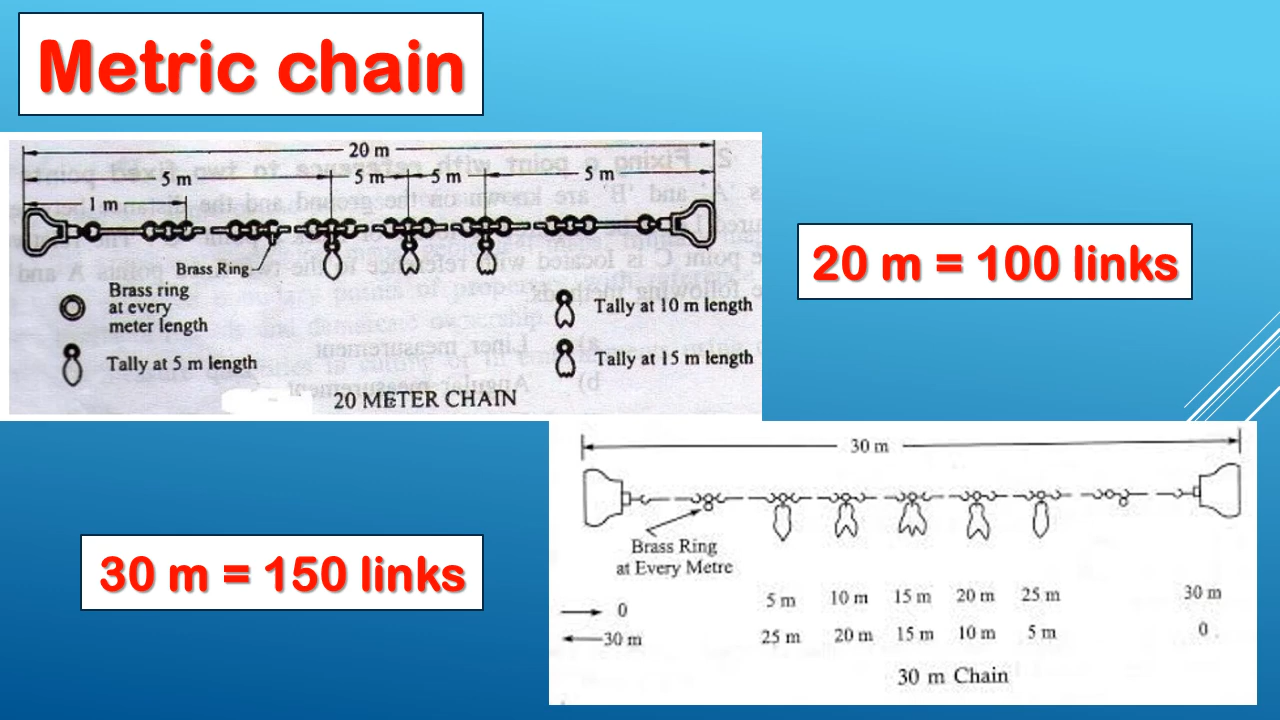 Metric chain
20 m
5 m
5 m
5 m
5 m
1 m
Brass Ring
Brass ring
at every
meter length
Tally at 5 m length
Tally at 10 m length
Tally at 15 m length
20 METER CHAIN
20 m = 100 links
30 m = 150 links
30 m
Brass Ring
at Every Metre
0 5 m 10 m 15 m 20 m 25 m 30 m
30 m 25 m 20 m 15 m 10 m 5 m 0
30 m Chain